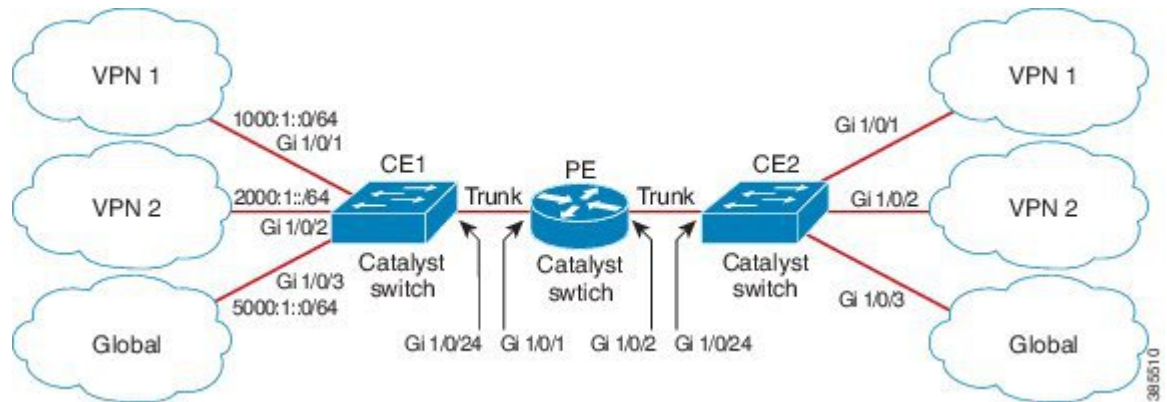 VPN 1
1000:1::0/64
Gi 1/0/1
VPN 2
2000:1::/64
Gi 1/0/2
Gi 1/0/3
5000:1::0/64
Global
CE1
Trunk
PE
Trunk
CE2
Catalyst
switch
Catalyst
swtich
Catalyst
switch
Gi 1/0/24
Gi 1/0/1
Gi 1/0/2
Gi 1/0/24
Gi 1/0/1
VPN 1
Gi 1/0/2
VPN 2
Gi 1/0/3
Global
385510